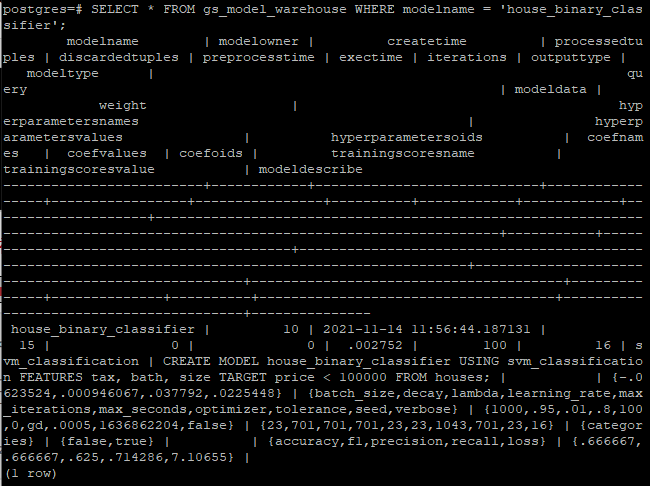 postgres=# SELECT * FROM gs_model_warehouse WHERE modelname = 'house_binary_clas
sifier';
        modelname        | modelowner |         createtime         | processedtu
ples | discardedtuples | preprocesstime | exectime | iterations | outputtype |
   modeltype      |                                                           qu
ery                                                           | modeldata |
            weight                  |                                        hyp
erparametersnames                                         |               hyperp
arametersvalues               |         hyperparametersoids          |  coefnam
es   |  coefvalues  | coefoids |         trainingscoresname          |
trainingscoresvalue           | modeldescribe
-------------------------+------------+----------------------------+------------
-----+-----------------+----------------+----------+------------+------------+--
------------------+-------------------------------------------------------------
--------------------------------------------------------------+-----------+-----
------------------------------------+-------------------------------------------
----------------------------------------------------------+---------------------
------------------------------+--------------------------------------+----------
-----+--------------+----------+-------------------------------------+----------
------------------------------+---------------
 house_binary_classifier |         10 | 2021-11-14 11:56:44.187131 |
  15 |               0 |              0 |  .002752 |        100 |         16 | s
vm_classification | CREATE MODEL house_binary_classifier USING svm_classificatio
n FEATURES tax, bath, size TARGET price < 100000 FROM houses; |           | {-.0
623524,.000946067,.037792,.0225448} | {batch_size,decay,lambda,learning_rate,max
_iterations,max_seconds,optimizer,tolerance,seed,verbose} | {1000,.95,.01,.8,100
,0,gd,.0005,1636862204,false} | {23,701,701,701,23,23,1043,701,23,16} | {categor
ies} | {false,true} |          | {accuracy,f1,precision,recall,loss} | {.666667,
.666667,.625,.714286,7.10655} |
(1 row)